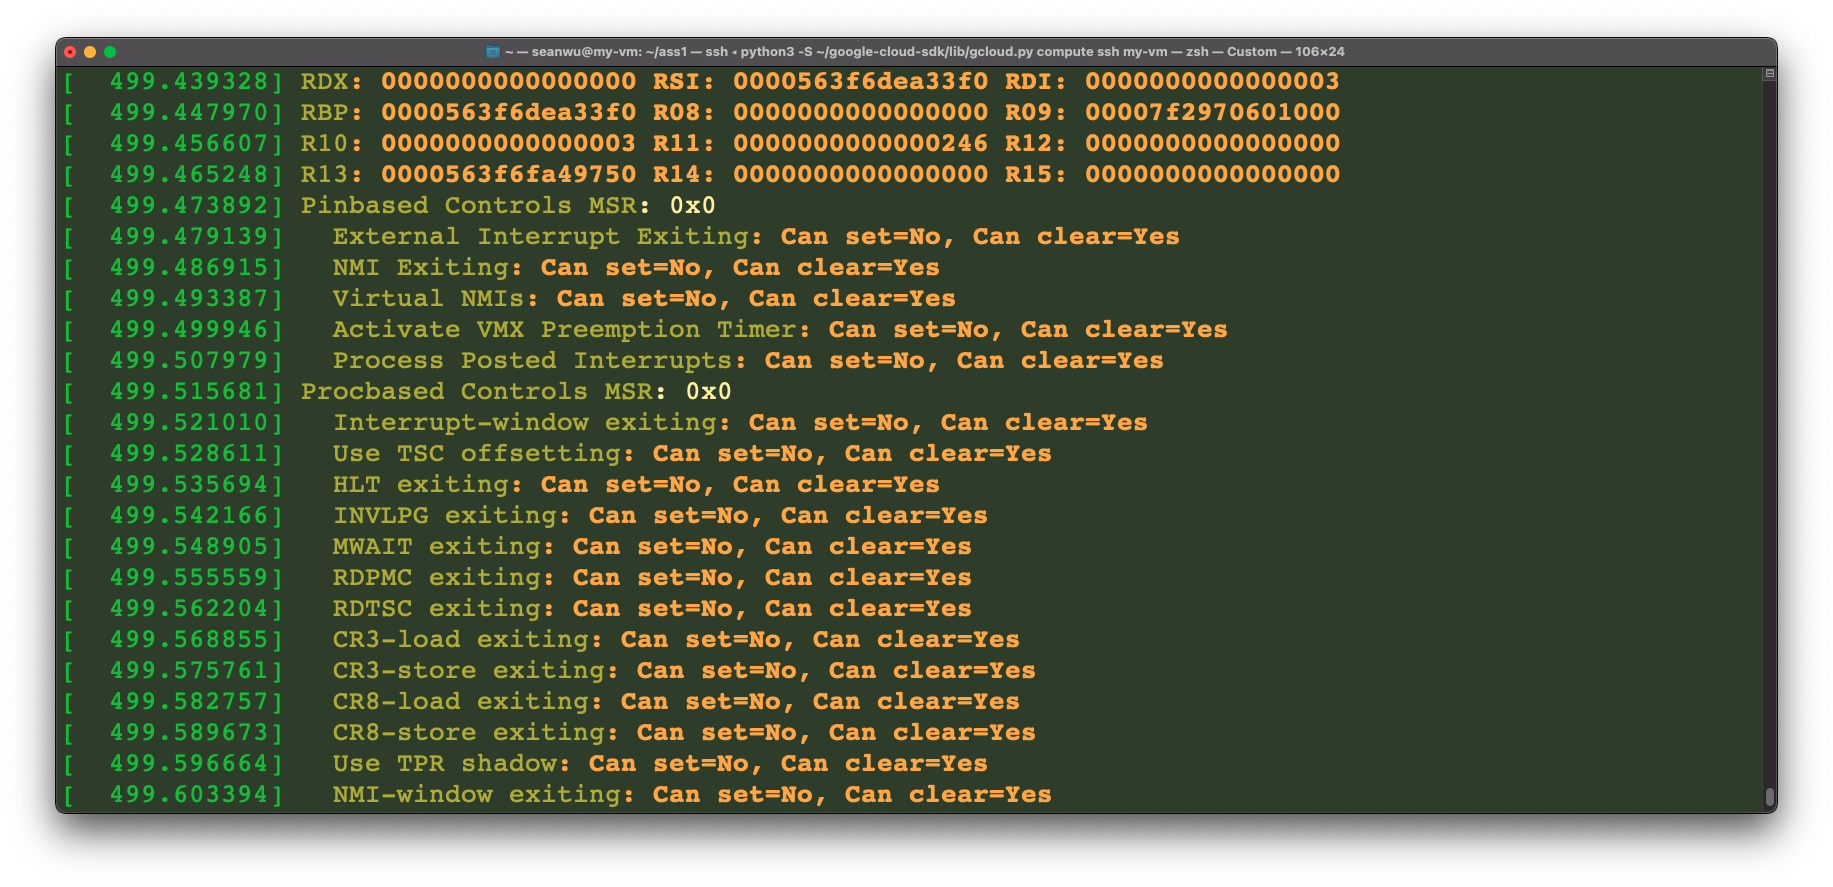 ~ — seanwu@my-vm: ~/ass1 — ssh ◂ python3 -S ~/google-cloud-sdk/lib/gcloud.py compute ssh my-vm — zsh — Custom — 106×24
[  499.439328] RDX: 0000000000000000 RSI: 0000563f6dea33f0 RDI: 0000000000000003
[  499.447970] RBP: 0000563f6dea33f0 R08: 0000000000000000 R09: 00007f2970601000
[  499.456607] R10: 0000000000000003 R11: 0000000000000246 R12: 0000000000000000
[  499.465248] R13: 0000563f6fa49750 R14: 0000000000000000 R15: 0000000000000000
[  499.473892] Pinbased Controls MSR: 0x0
[  499.479139]   External Interrupt Exiting: Can set=No, Can clear=Yes
[  499.486915]   NMI Exiting: Can set=No, Can clear=Yes
[  499.493387]   Virtual NMIs: Can set=No, Can clear=Yes
[  499.499946]   Activate VMX Preemption Timer: Can set=No, Can clear=Yes
[  499.507979]   Process Posted Interrupts: Can set=No, Can clear=Yes
[  499.515681] Procbased Controls MSR: 0x0
[  499.521010]   Interrupt-window exiting: Can set=No, Can clear=Yes
[  499.528611]   Use TSC offsetting: Can set=No, Can clear=Yes
[  499.535694]   HLT exiting: Can set=No, Can clear=Yes
[  499.542166]   INVLPG exiting: Can set=No, Can clear=Yes
[  499.548905]   MWAIT exiting: Can set=No, Can clear=Yes
[  499.555559]   RDPMC exiting: Can set=No, Can clear=Yes
[  499.562204]   RDTSC exiting: Can set=No, Can clear=Yes
[  499.568855]   CR3-load exiting: Can set=No, Can clear=Yes
[  499.575761]   CR3-store exiting: Can set=No, Can clear=Yes
[  499.582757]   CR8-load exiting: Can set=No, Can clear=Yes
[  499.589673]   CR8-store exiting: Can set=No, Can clear=Yes
[  499.596664]   Use TPR shadow: Can set=No, Can clear=Yes
[  499.603394]   NMI-window exiting: Can set=No, Can clear=Yes